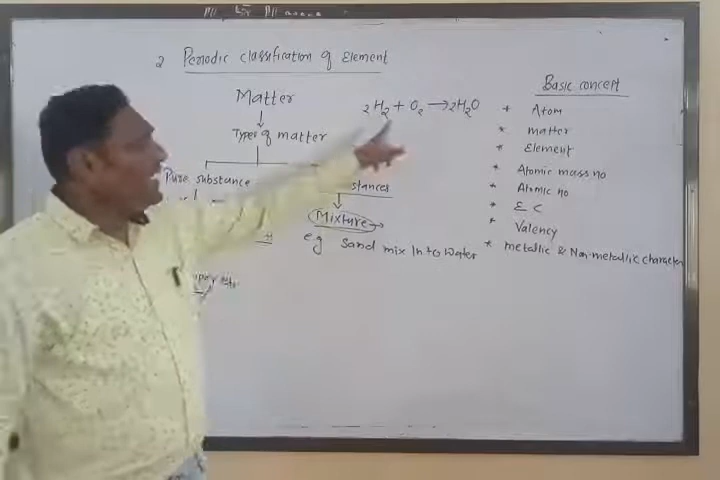 2 Periodic classification of Element
Matter
Types of matter
Pure substance
stances
Mixture
eg sand mix into water
2H2 + O2 → 2H2O
Basic concept
* Atom
* matter
* Element
* Atomic mass no
* Atomic no
* E C
* Valency
* metallic & Non-metallic character